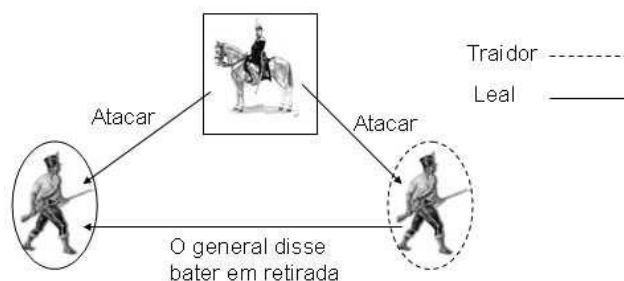 Traidor
Leal
Atacar
Atacar
O general disse
bater em retirada